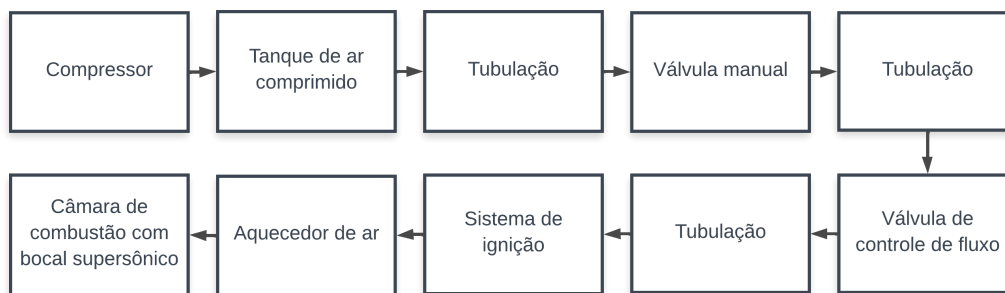 Compressor
Tanque de ar
comprimido
Tubulação
Válvula manual
Tubulação
Válvula de
controle de fluxo
Tubulação
Sistema de
ignição
Aquecedor de ar
Câmara de
combustão com
bocal supersônico